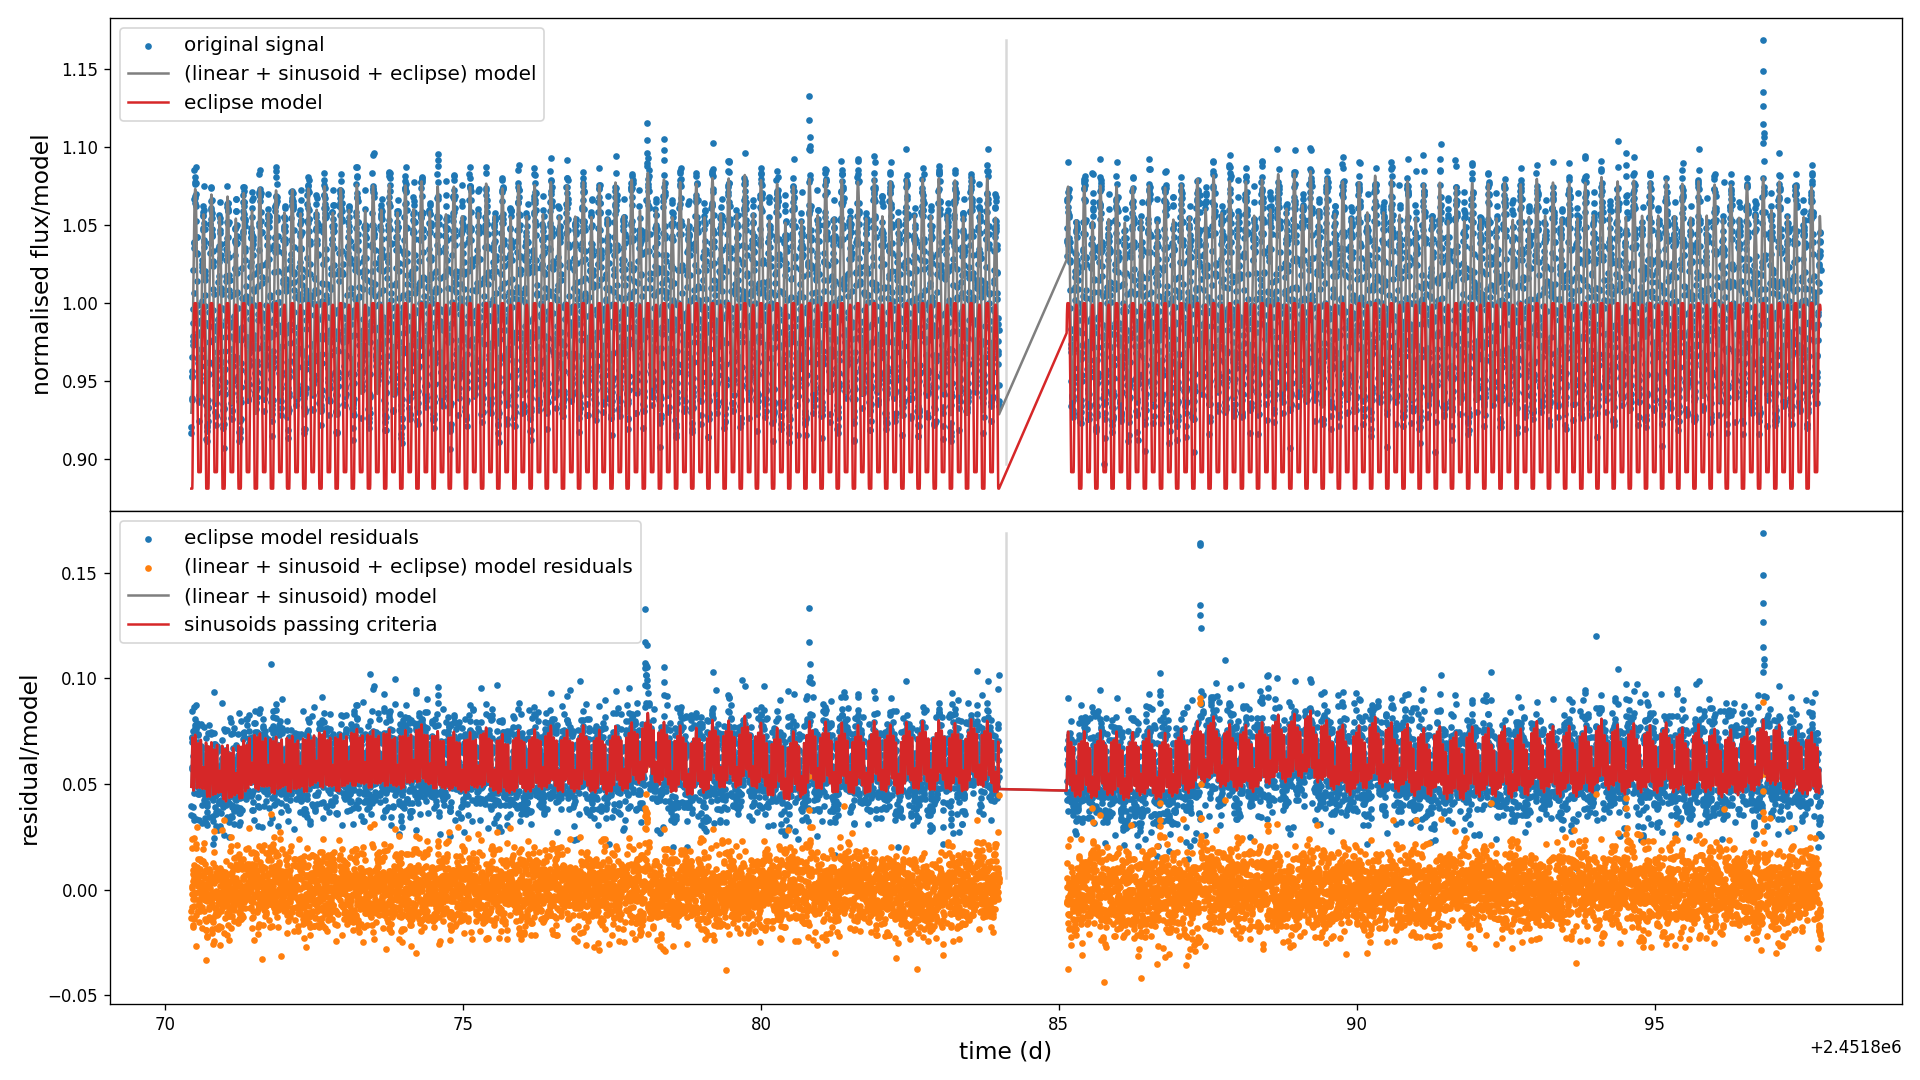 original signal
(linear + sinusoid + eclipse) model
eclipse model
normalised flux/model
1.15
1.10
1.05
1.00
0.95
0.90
eclipse model residuals
(linear + sinusoid + eclipse) model residuals
(linear + sinusoid) model
sinusoids passing criteria
residual/model
0.15
0.10
0.05
0.00
−0.05
70 75 80 85 90 95
time (d)
+2.4518e6